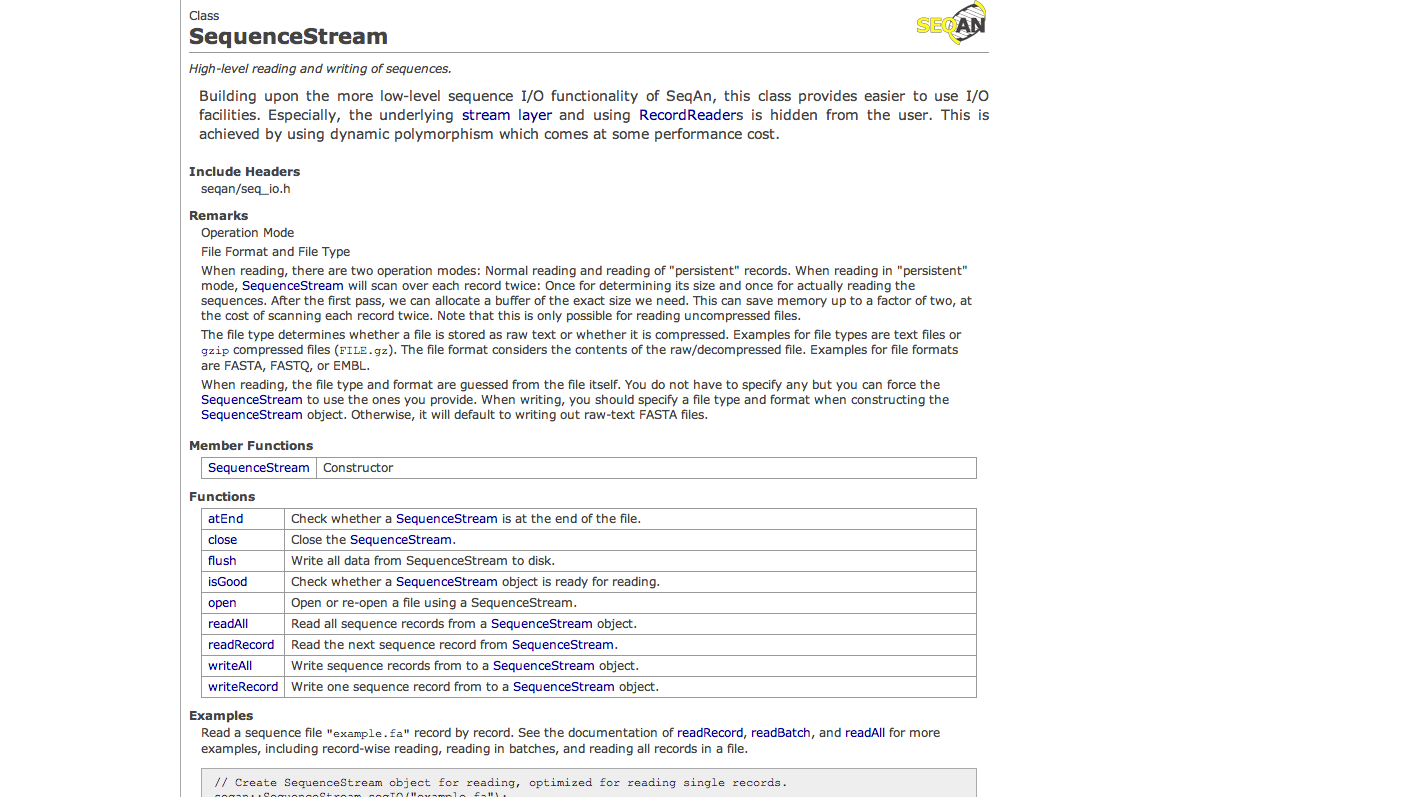 Class
SequenceStream
SEQAN
High-level reading and writing of sequences.
Building upon the more low-level sequence I/O functionality of SeqAn, this class provides easier to use I/O
facilities. Especially, the underlying stream layer and using RecordReaders is hidden from the user. This is
achieved by using dynamic polymorphism which comes at some performance cost.
Include Headers
seqan/seq_io.h
Remarks
Operation Mode
File Format and File Type
When reading, there are two operation modes: Normal reading and reading of "persistent" records. When reading in "persistent"
mode, SequenceStream will scan over each record twice: Once for determining its size and once for actually reading the
sequences. After the first pass, we can allocate a buffer of the exact size we need. This can save memory up to a factor of two, at
the cost of scanning each record twice. Note that this is only possible for reading uncompressed files.
The file type determines whether a file is stored as raw text or whether it is compressed. Examples for file types are text files or
gzip compressed files (FILE.gz). The file format considers the contents of the raw/decompressed file. Examples for file formats
are FASTA, FASTQ, or EMBL.
When reading, the file type and format are guessed from the file itself. You do not have to specify any but you can force the
SequenceStream to use the ones you provide. When writing, you should specify a file type and format when constructing the
SequenceStream object. Otherwise, it will default to writing out raw-text FASTA files.
Member Functions
SequenceStream Constructor
Functions
atEnd Check whether a SequenceStream is at the end of the file.
close Close the SequenceStream.
flush Write all data from SequenceStream to disk.
isGood Check whether a SequenceStream object is ready for reading.
open Open or re-open a file using a SequenceStream.
readAll Read all sequence records from a SequenceStream object.
readRecord Read the next sequence record from SequenceStream.
writeAll Write sequence records from to a SequenceStream object.
writeRecord Write one sequence record from to a SequenceStream object.
Examples
Read a sequence file "example.fa" record by record. See the documentation of readRecord, readBatch, and readAll for more
examples, including record-wise reading, reading in batches, and reading all records in a file.
// Create SequenceStream object for reading, optimized for reading single records.
seqan::SequenceStream seqIO("example.fa");